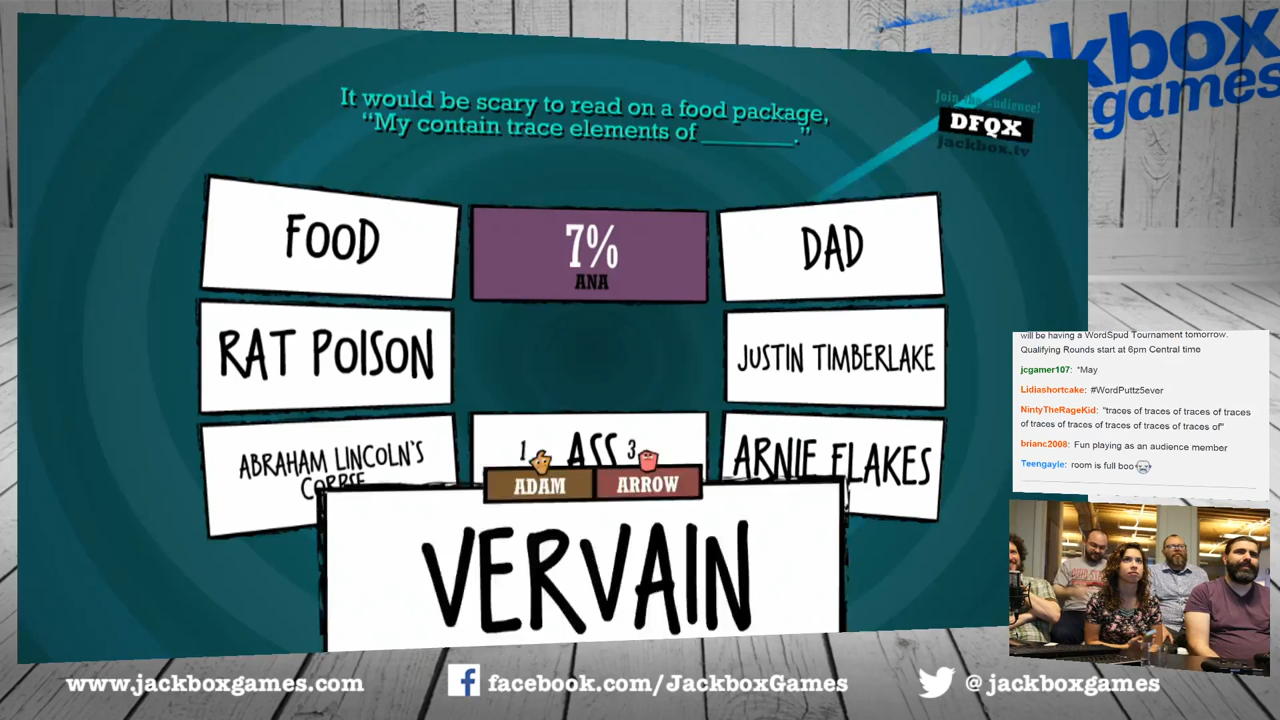 jackbox
games
It would be scary to read on a food package,
“My contain trace elements of ________.”
Join the audience!
DFQX
jackbox.tv
FOOD
7%
ANA
DAD
RAT POISON
JUSTIN TIMBERLAKE
ABRAHAM LINCOLN'S
CORPSE
1 ASS 3
ARNIE FLAKES
ADAM
ARROW
VERVAIN
will be having a WordSpud Tournament tomorrow.
Qualifying Rounds start at 6pm Central time
jcgamer107: *May
Lidiashortcake: #WordPuttz5ever
NintyTheRageKid: "traces of traces of traces of traces
of traces of traces of traces of traces of traces of"
brianc2008: Fun playing as an audience member
Teengayle: room is full boo
www.jackboxgames.com
facebook.com/JackboxGames
@jackboxgames